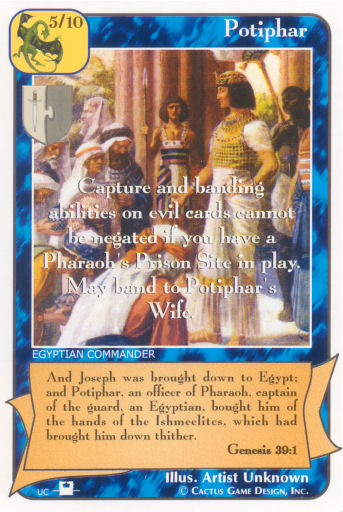 5/10
Potiphar
Capture and banding
abilities on evil cards cannot
be negated if you have a
Pharaoh's Prison Site in play.
May band to Potiphar's
Wife.
EGYPTIAN COMMANDER
And Joseph was brought down to Egypt;
and Potiphar, an officer of Pharaoh, captain
of the guard, an Egyptian, bought him of
the hands of the Ishmeelites, which had
brought him down thither.
Genesis 39:1
Illus. Artist Unknown
UC
© CACTUS GAME DESIGN, INC.